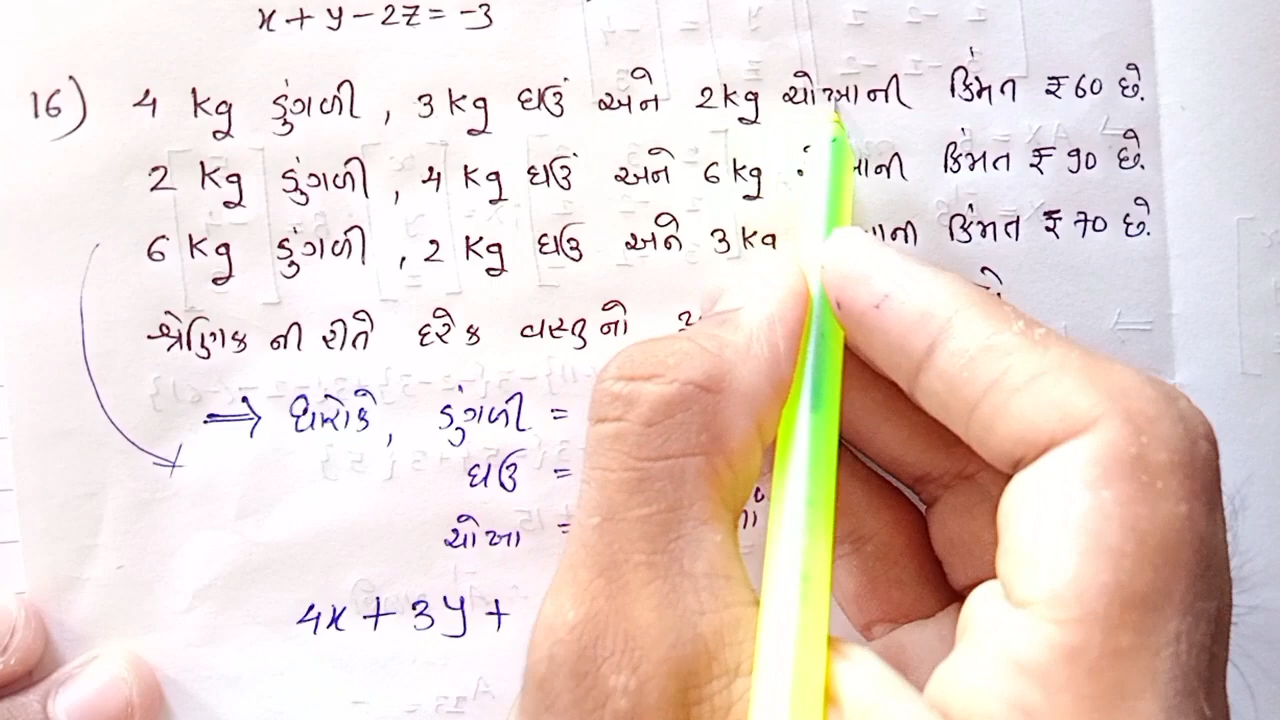 x + y - 2z = -3
16) 4 kg ડુંગળી , 3 kg ઘઉં અને 2 kg ચોખાની કિંમત ₹ 60 છે.
2 kg ડુંગળી , 4 kg ઘઉં અને 6 kg કિંમત ₹ 90 છે.
6 kg ડુંગળી , 2 kg ઘઉં અને 3 kg કિંમત ₹ 70 છે.
શ્રેણિક ની રીતે દરેક વસ્તુનો
⇒ ધારોકે, ડુંગળી =
ઘઉં =
ચોખા =
4x + 3y +